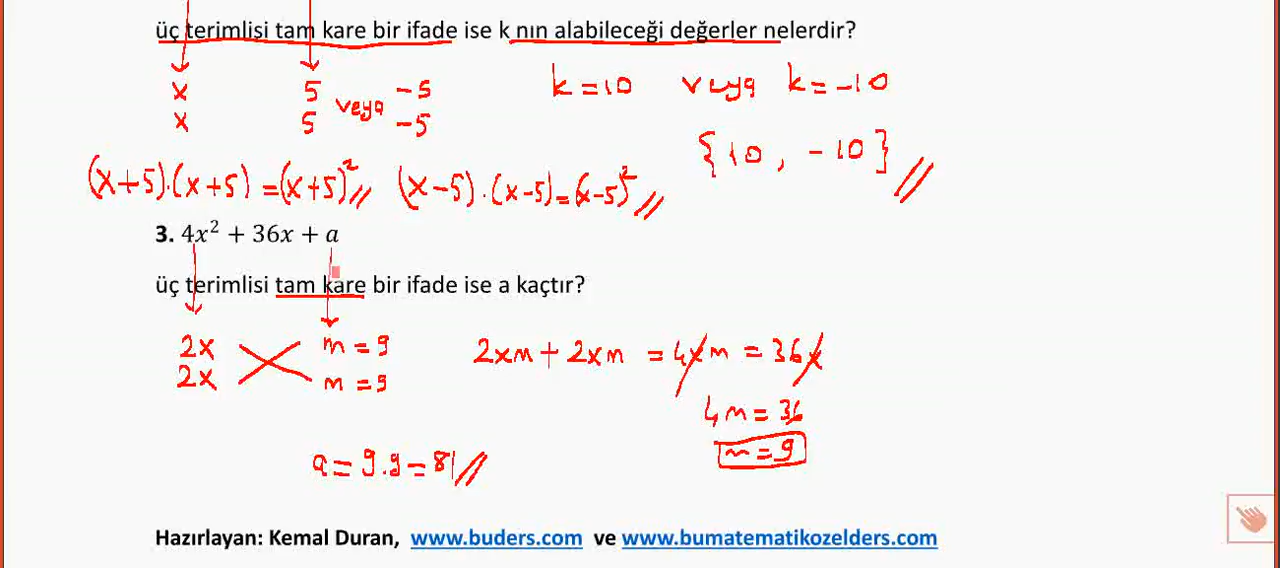 üç terimlisi tam kare bir ifade ise k nın alabileceği değerler nelerdir?
x 5 veya -5
x 5 -5
k = 10 veya k = -10
{10, -10}
(x+5).(x+5) = (x+5)² (x-5).(x-5) = (x-5)²
3. 4x² + 36x + a
üç terimlisi tam kare bir ifade ise a kaçtır?
2x m = 9
2x m = 9
2xm + 2xm = 4xm = 36x
4m = 36
m = 9
a = 9.9 = 81
Hazırlayan: Kemal Duran, www.buders.com ve www.bumatematikozelders.com